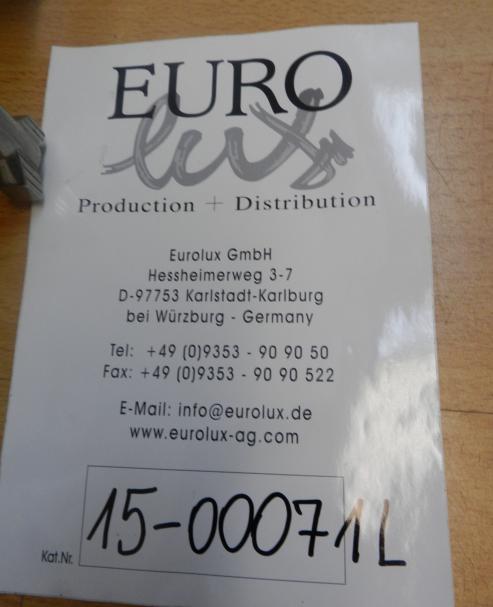 EURO
lux
Production + Distribution
Eurolux GmbH
Hessheimerweg 3-7
D-97753 Karlstadt-Karlburg
bei Würzburg - Germany
Tel: +49 (0)9353 - 90 90 50
Fax: +49 (0)9353 - 90 90 522
E-Mail: info@eurolux.de
www.eurolux-ag.com
Kat.Nr. 15-00071L